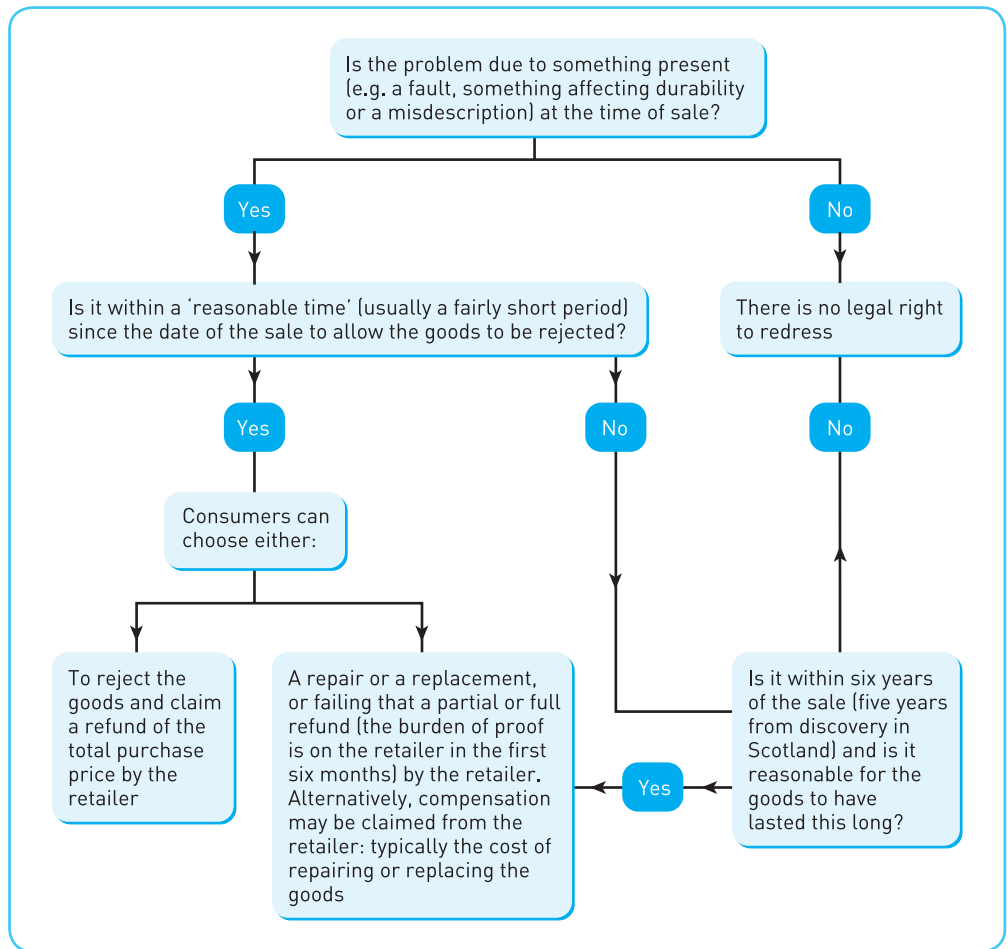 Is the problem due to something present
(e.g. a fault, something affecting durability
or a misdescription) at the time of sale?
Yes
No
Is it within a ‘reasonable time’ (usually a fairly short period)
since the date of the sale to allow the goods to be rejected?
There is no legal right
to redress
Yes
No
No
Consumers can
choose either:
To reject the
goods and claim
a refund of the
total purchase
price by the
retailer
A repair or a replacement,
or failing that a partial or full
refund (the burden of proof
is on the retailer in the first
six months) by the retailer.
Alternatively, compensation
may be claimed from the
retailer: typically the cost of
repairing or replacing the
goods
Yes
Is it within six years
of the sale (five years
from discovery in
Scotland) and is it
reasonable for the
goods to have
lasted this long?